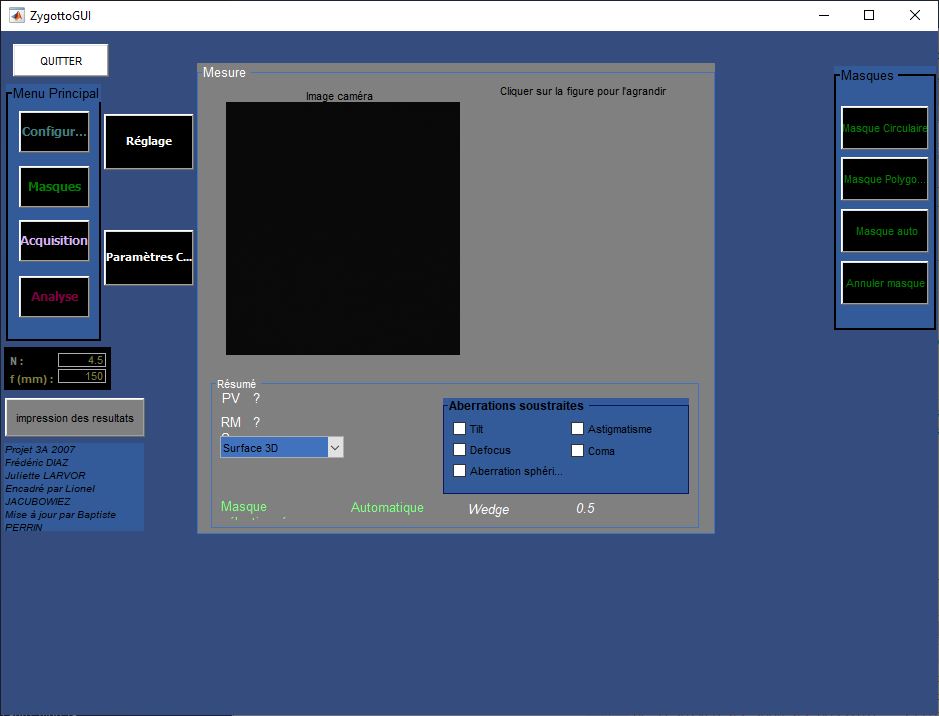 ZygottoGUI
QUITTER
Menu Principal
Configur...
Masques
Acquisition
Analyse
Réglage
Paramètres C...
N :
4.5
f (mm) :
150
impression des resultats
Projet 3A 2007
Frédéric DIAZ
Juliette LARVOR
Encadré par Lionel
JACUBOWIEZ
Mise à jour par Baptiste
PERRIN
Mesure
Image caméra
Cliquer sur la figure pour l'agrandir
Résumé
PV ?
RM ?
Surface 3D
Aberrations soustraites
Tilt
Astigmatisme
Defocus
Coma
Aberration sphéri...
Masque
Automatique
Wedge
0.5
Masques
Masque Circulaire
Masque Polygo...
Masque auto
Annuler masque